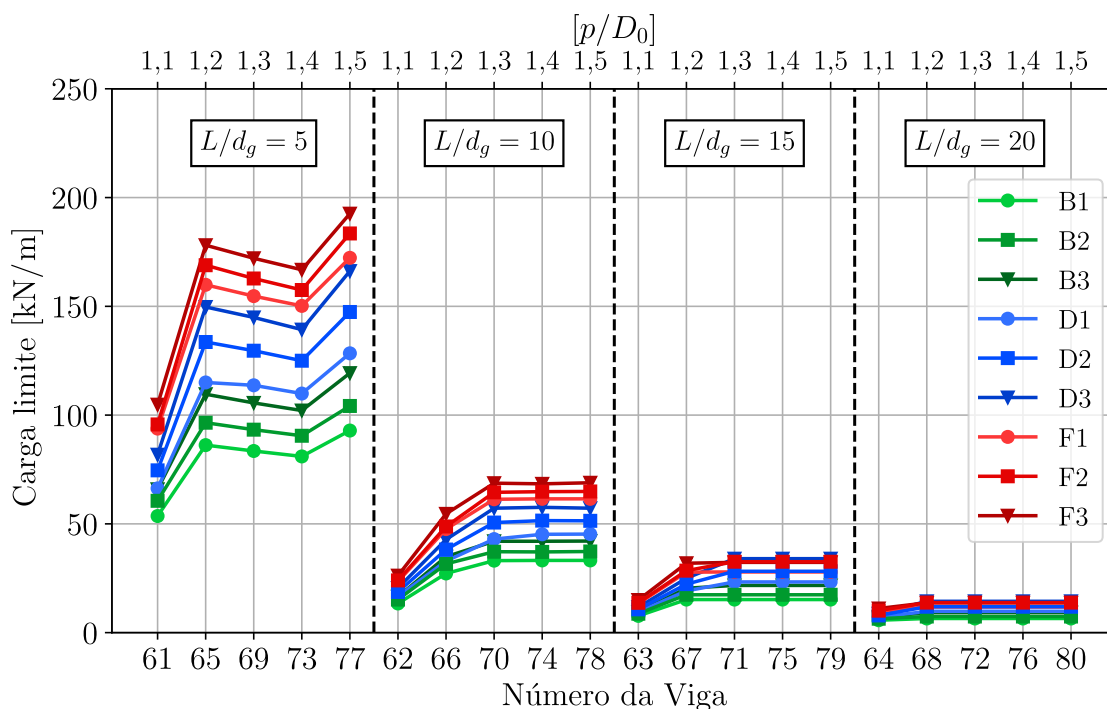 [p/D₀]
1,1 1,2 1,3 1,4 1,5 1,1 1,2 1,3 1,4 1,5 1,1 1,2 1,3 1,4 1,5 1,1 1,2 1,3 1,4 1,5
250
200
150
100
50
0
Carga limite [kN/m]
L/d_g = 5
L/d_g = 10
L/d_g = 15
L/d_g = 20
B1
B2
B3
D1
D2
D3
F1
F2
F3
61 65 69 73 77 62 66 70 74 78 63 67 71 75 79 64 68 72 76 80
Número da Viga